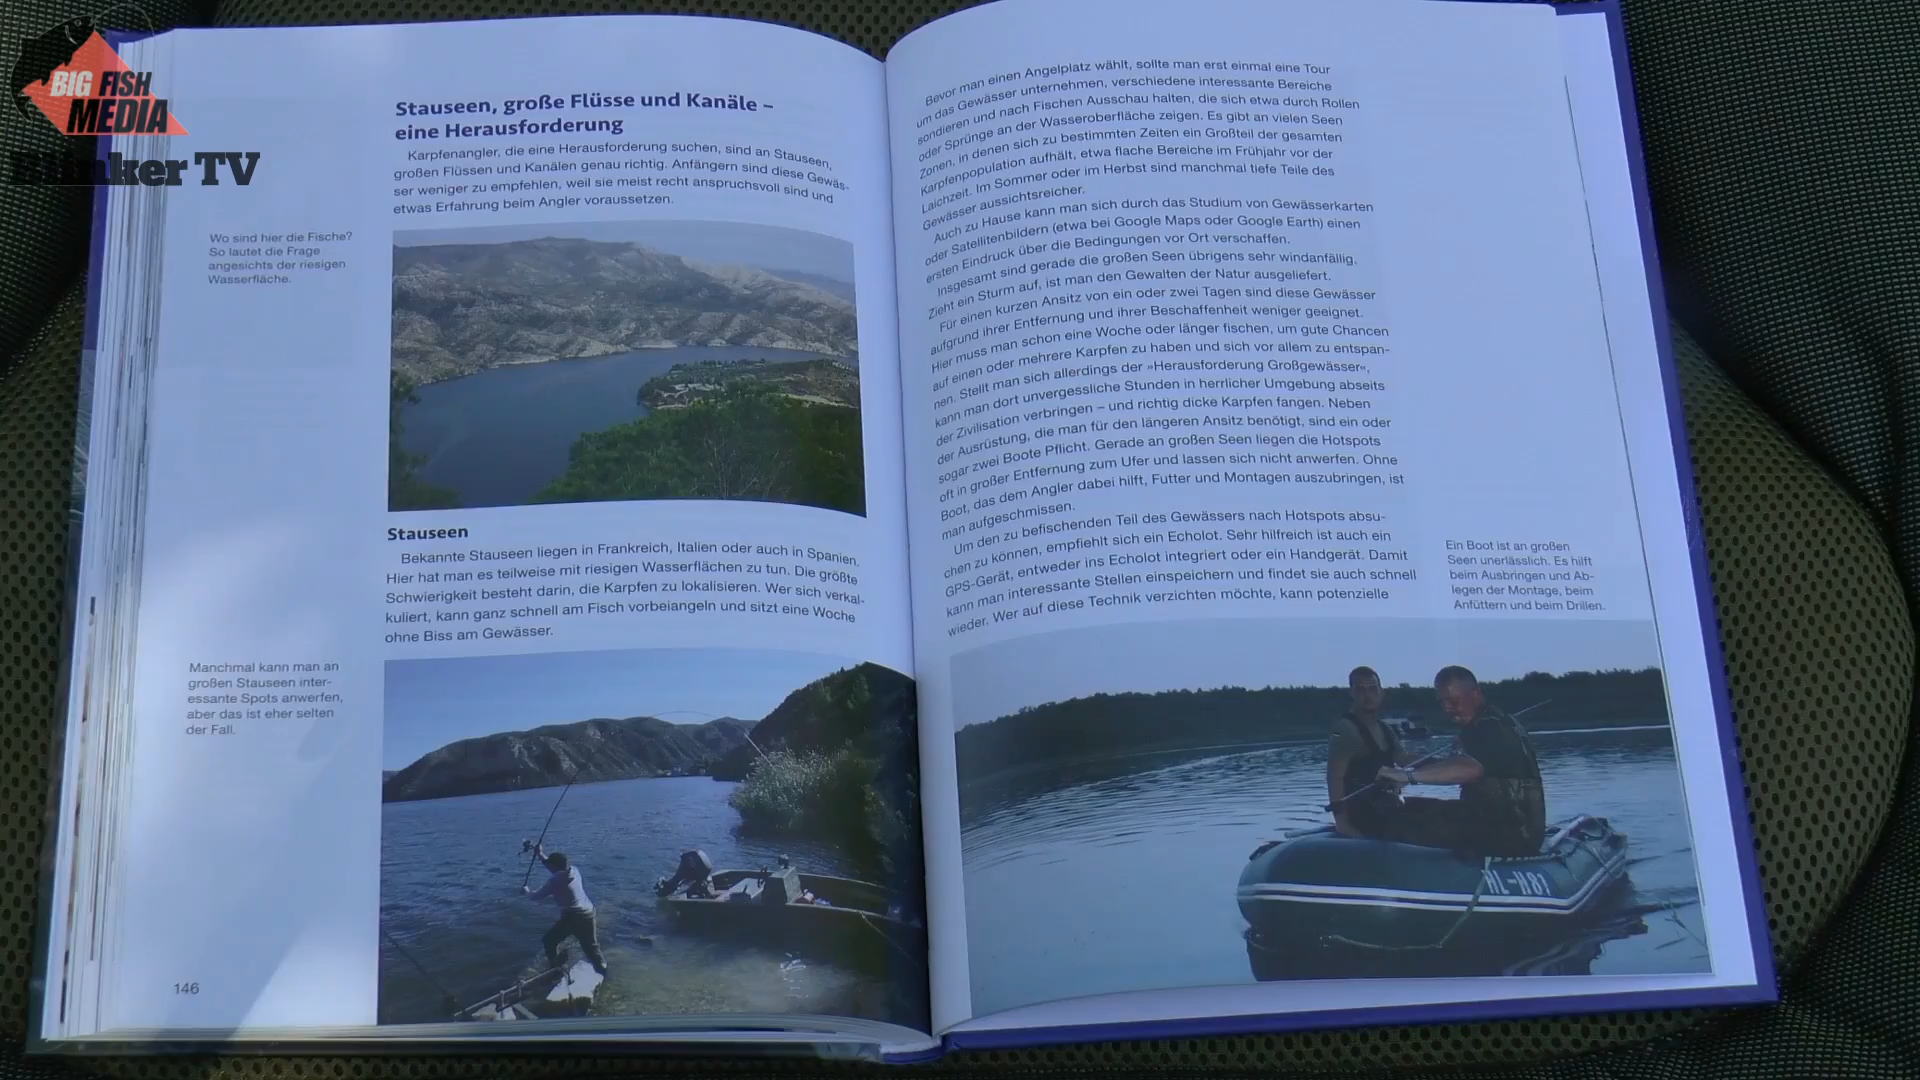 BIG FISH
MEDIA
Blinker TV
Stauseen, große Flüsse und Kanäle –
eine Herausforderung
Karpfenangler, die eine Herausforderung suchen, sind an Stauseen,
großen Flüssen und Kanälen genau richtig. Anfängern sind diese Gewäs-
ser weniger zu empfehlen, weil sie meist recht anspruchsvoll sind und
etwas Erfahrung beim Angler voraussetzen.
Wo sind hier die Fische?
So lautet die Frage
angesichts der riesigen
Wasserfläche.
Stauseen
Bekannte Stauseen liegen in Frankreich, Italien oder auch in Spanien.
Hier hat man es teilweise mit riesigen Wasserflächen zu tun. Die größte
Schwierigkeit besteht darin, die Karpfen zu lokalisieren. Wer sich verkal-
kuliert, kann ganz schnell am Fisch vorbeiangeln und sitzt eine Woche
ohne Biss am Gewässer.
Manchmal kann man an
großen Stauseen inter-
essante Spots anwerfen,
aber das ist eher selten
der Fall.
146
Bevor man einen Angelplatz wählt, sollte man erst einmal eine Tour
um das Gewässer unternehmen, verschiedene interessante Bereiche
sondieren und nach Fischen Ausschau halten, die sich etwa durch Rollen
oder Sprünge an der Wasseroberfläche zeigen. Es gibt an vielen Seen
Zonen, in denen sich zu bestimmten Zeiten ein Großteil der gesamten
Karpfenpopulation aufhält, etwa flache Bereiche im Frühjahr vor der
Laichzeit. Im Sommer oder im Herbst sind manchmal tiefe Teile des
Gewässer aussichtsreicher.
Auch zu Hause kann man sich durch das Studium von Gewässerkarten
oder Satellitenbildern (etwa bei Google Maps oder Google Earth) einen
ersten Eindruck über die Bedingungen vor Ort verschaffen.
Insgesamt sind gerade die großen Seen übrigens sehr windanfällig.
Zieht ein Sturm auf, ist man den Gewalten der Natur ausgeliefert.
Für einen kurzen Ansitz von ein oder zwei Tagen sind diese Gewässer
aufgrund ihrer Entfernung und ihrer Beschaffenheit weniger geeignet.
Hier muss man schon eine Woche oder länger fischen, um gute Chancen
auf einen oder mehrere Karpfen zu haben und sich vor allem zu entspan-
nen. Stellt man sich allerdings der »Herausforderung Großgewässer«,
kann man dort unvergessliche Stunden in herrlicher Umgebung abseits
der Zivilisation verbringen – und richtig dicke Karpfen fangen. Neben
der Ausrüstung, die man für den längeren Ansitz benötigt, sind ein oder
sogar zwei Boote Pflicht. Gerade an großen Seen liegen die Hotspots
oft in großer Entfernung zum Ufer und lassen sich nicht anwerfen. Ohne
Boot, das dem Angler dabei hilft, Futter und Montagen auszubringen, ist
man aufgeschmissen.
Um den zu befischenden Teil des Gewässers nach Hotspots absu-
chen zu können, empfiehlt sich ein Echolot. Sehr hilfreich ist auch ein
GPS-Gerät, entweder ins Echolot integriert oder ein Handgerät. Damit
kann man interessante Stellen einspeichern und findet sie auch schnell
wieder. Wer auf diese Technik verzichten möchte, kann potenzielle
Ein Boot ist an großen
Seen unerlässlich. Es hilft
beim Ausbringen und Ab-
legen der Montage, beim
Anfüttern und beim Drillen.
HL-H81